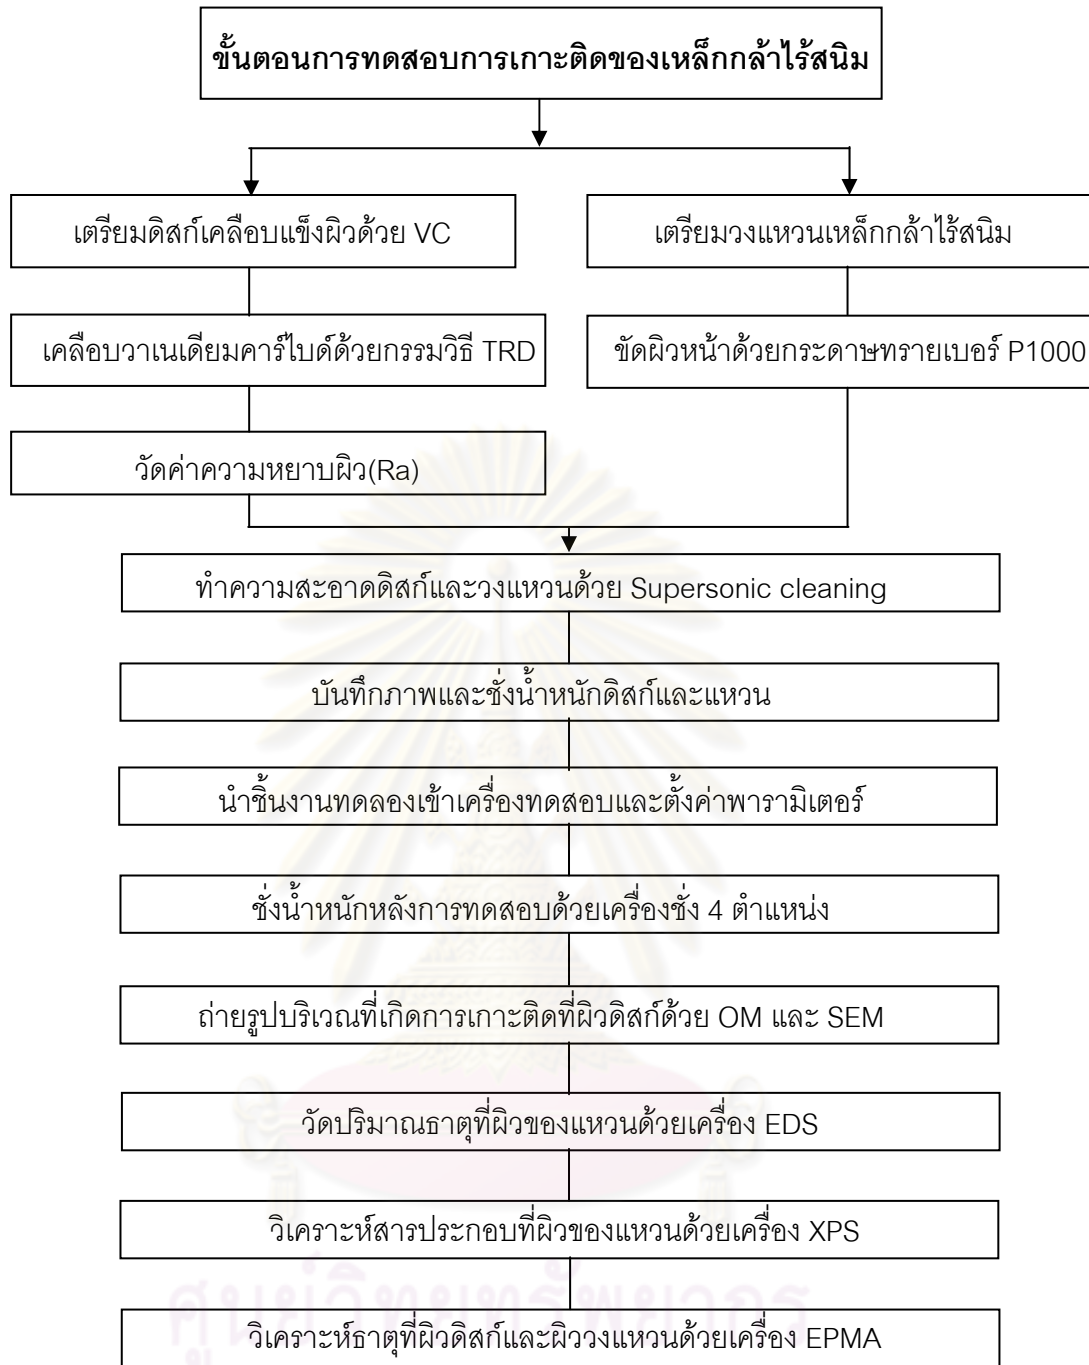 ขั้นตอนการทดสอบการเกาะติดของเหล็กกล้าไร้สนิม
เตรียมดิสก์เคลือบแข็งผิวด้วย VC
เตรียมวงแหวนเหล็กกล้าไร้สนิม
เคลือบวาเนเดียมคาร์ไบด์ด้วยกรรมวิธี TRD
ขัดผิวหน้าด้วยกระดาษทรายเบอร์ P1000
วัดค่าความหยาบผิว(Ra)
ทำความสะอาดดิสก์และวงแหวนด้วย Supersonic cleaning
บันทึกภาพและชั่งน้ำหนักดิสก์และแหวน
นำชิ้นงานทดลองเข้าเครื่องทดสอบและตั้งค่าพารามิเตอร์
ชั่งน้ำหนักหลังการทดสอบด้วยเครื่องชั่ง 4 ตำแหน่ง
ถ่ายรูปบริเวณที่เกิดการเกาะติดที่ผิวดิสก์ด้วย OM และ SEM
วัดปริมาณธาตุที่ผิวของแหวนด้วยเครื่อง EDS
วิเคราะห์สารประกอบที่ผิวของแหวนด้วยเครื่อง XPS
ศูนย์วิทยทรัพยากร
วิเคราะห์ธาตุที่ผิวดิสก์และผิววงแหวนด้วยเครื่อง EPMA